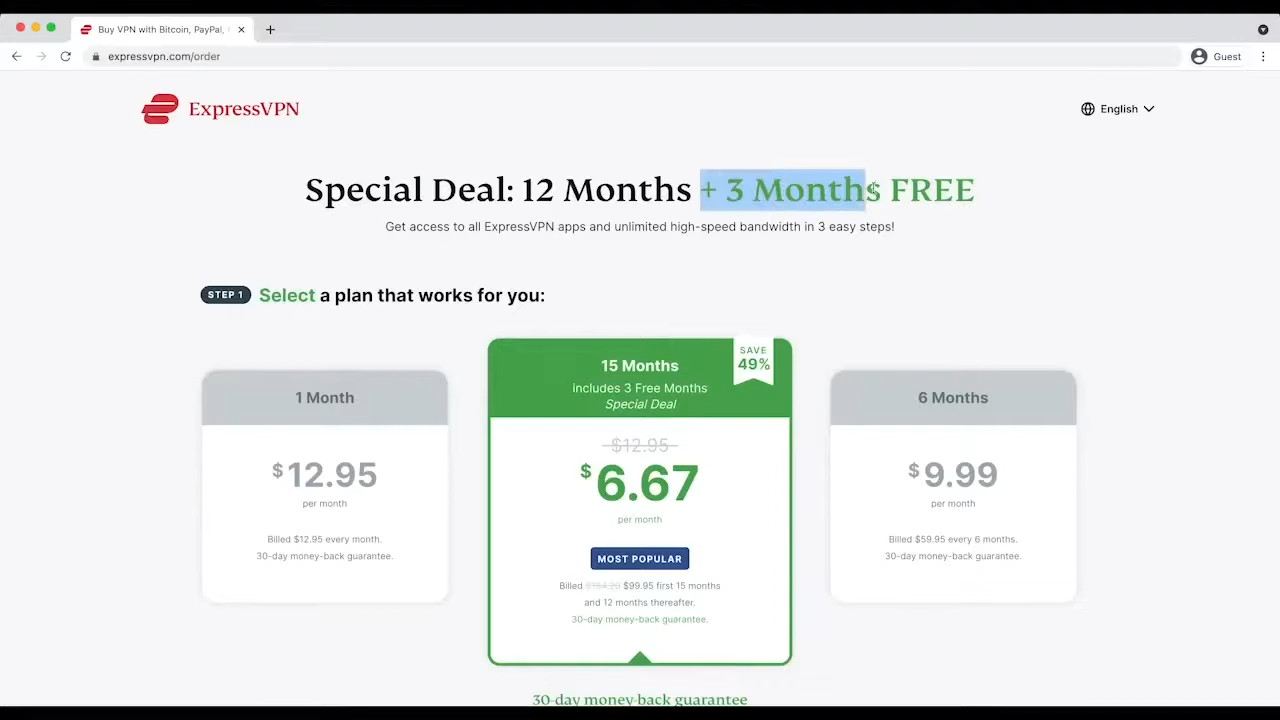 Buy VPN with Bitcoin, PayPal,
expressvpn.com/order
Guest
ExpressVPN
English
Special Deal: 12 Months + 3 Months FREE
Get access to all ExpressVPN apps and unlimited high-speed bandwidth in 3 easy steps!
STEP 1 Select a plan that works for you:
1 Month
$12.95
per month
Billed $12.95 every month.
30-day money-back guarantee.
SAVE
49%
15 Months
includes 3 Free Months
Special Deal
$12.95
$6.67
per month
MOST POPULAR
Billed $194.25 $99.95 first 15 months
and 12 months thereafter.
30-day money-back guarantee.
6 Months
$9.99
per month
Billed $59.95 every 6 months.
30-day money-back guarantee.
30-day money-back guarantee